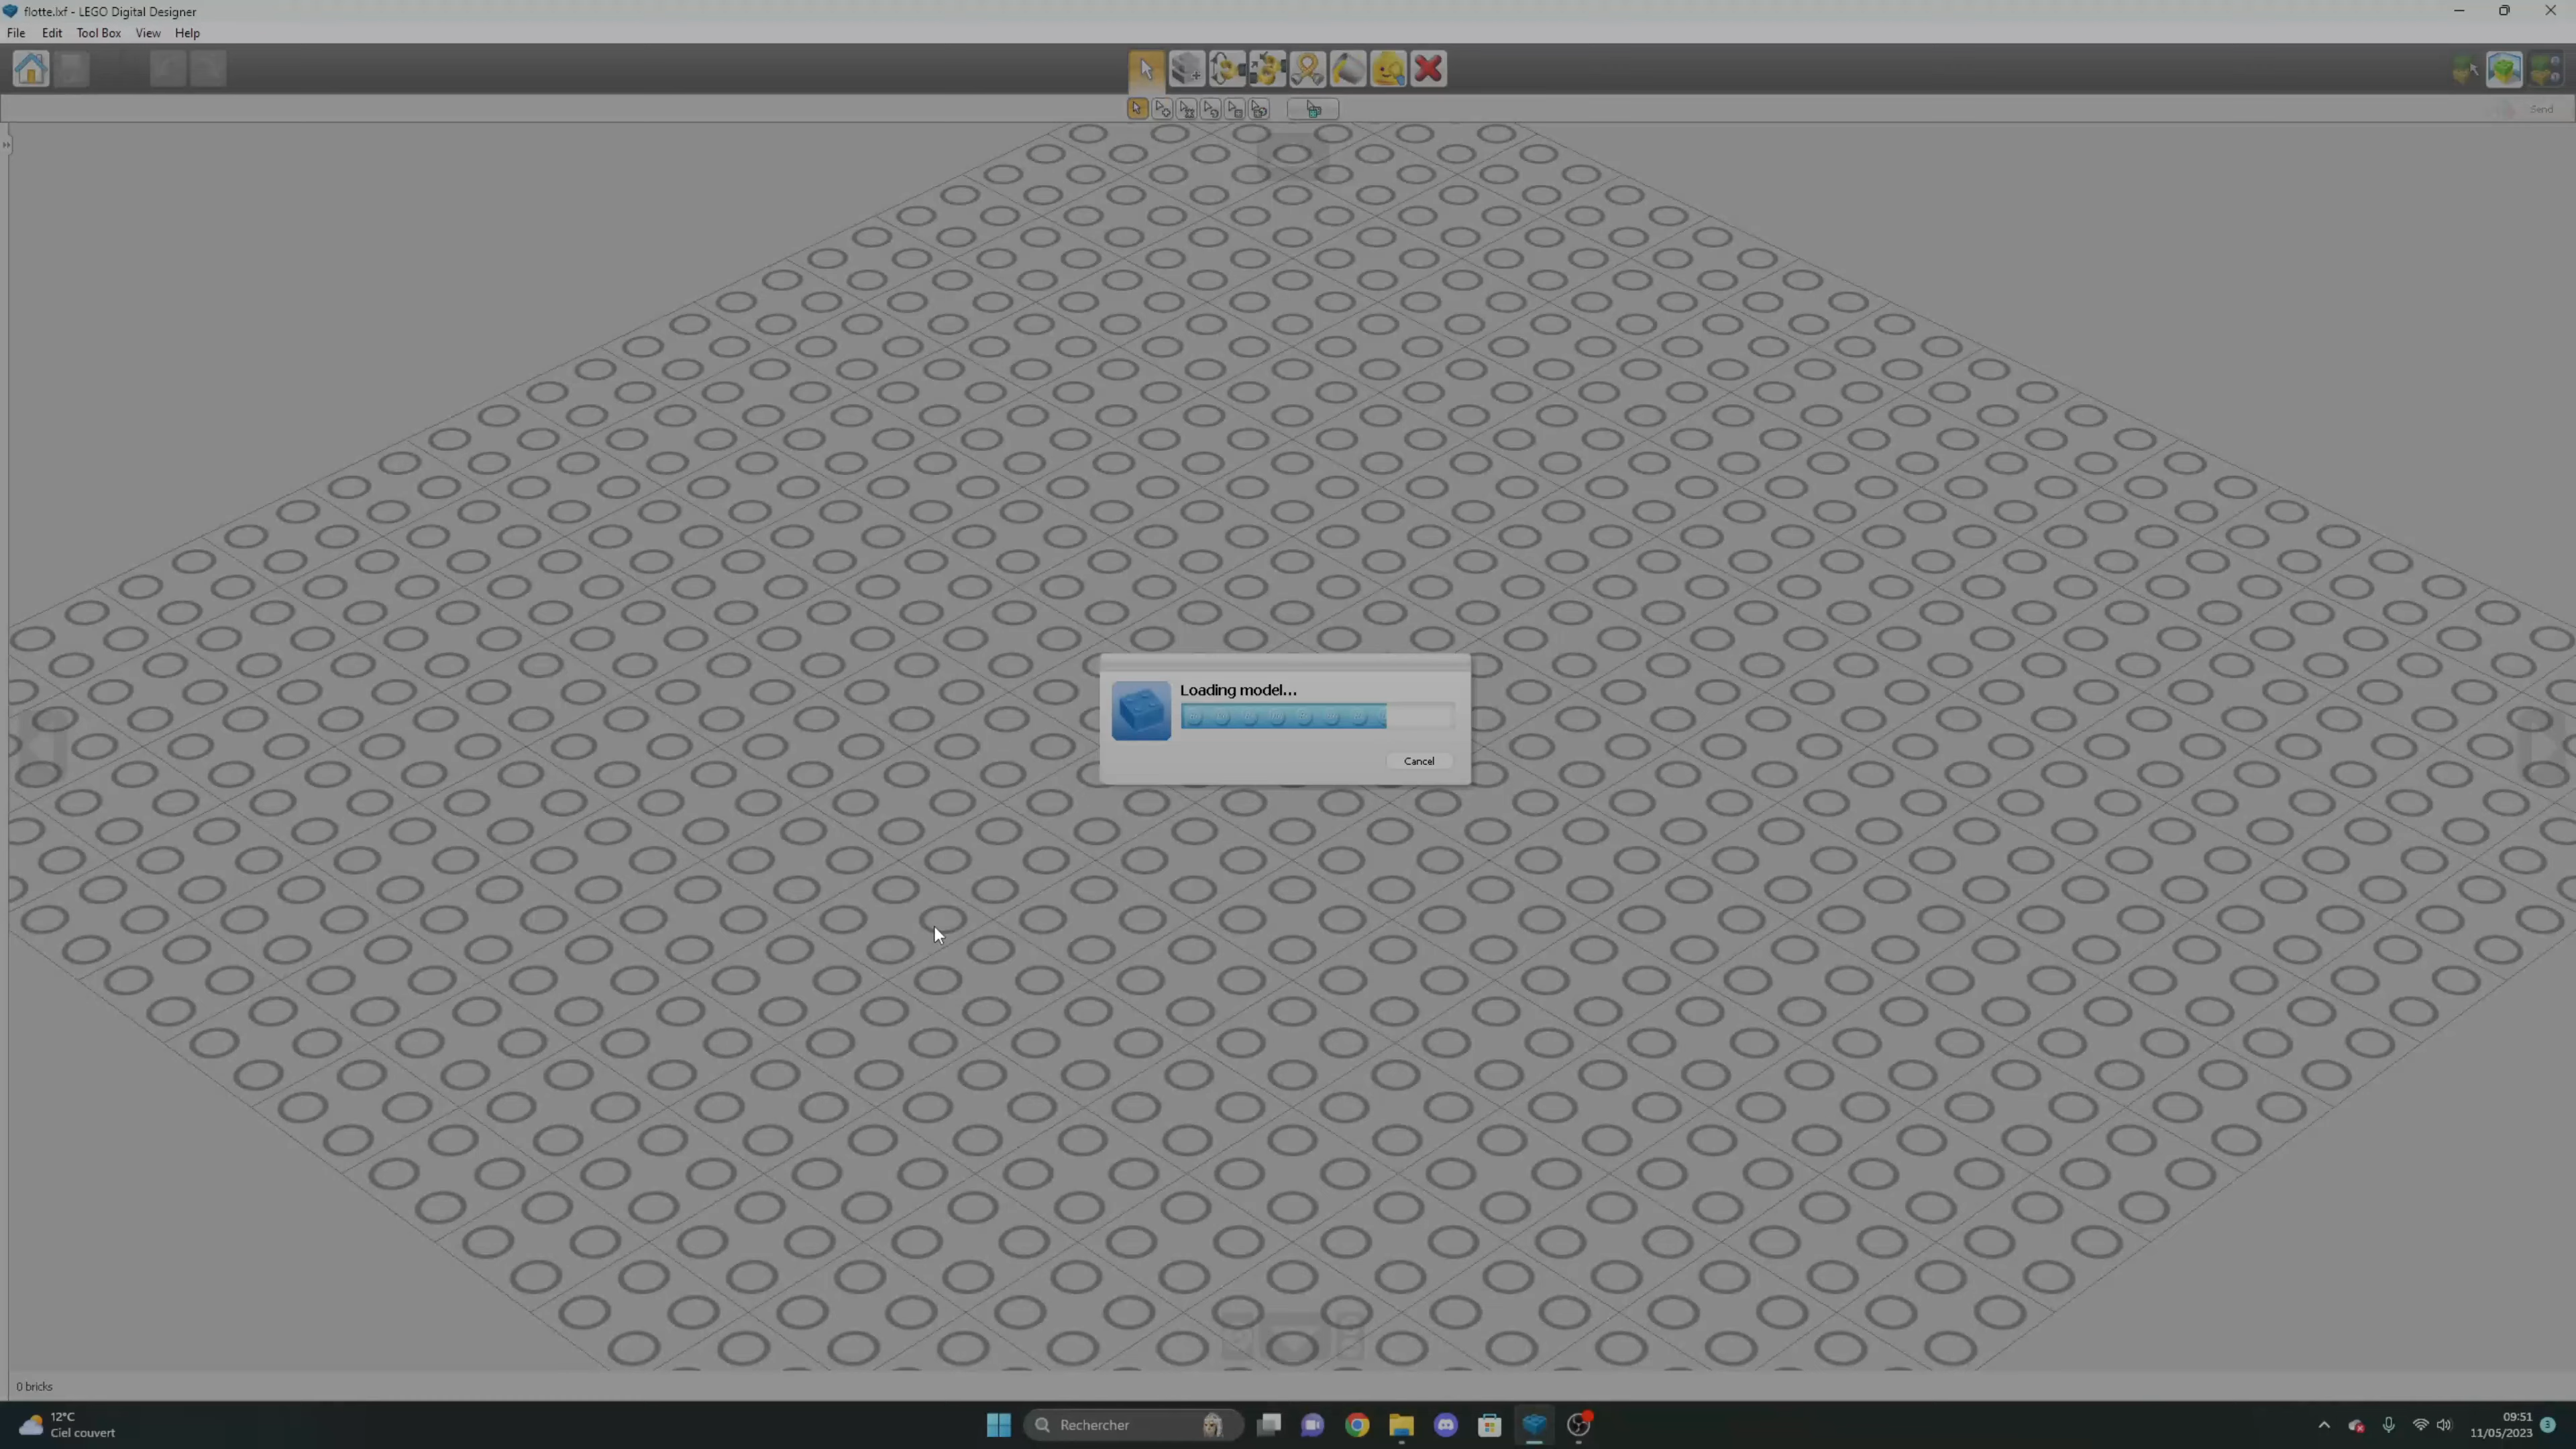 flotte.lxf - LEGO Digital Designer
File Edit Tool Box View Help
Send
Loading model...
Cancel
0 bricks
12°C
Ciel couvert
Rechercher
09:51
11/05/2023
3